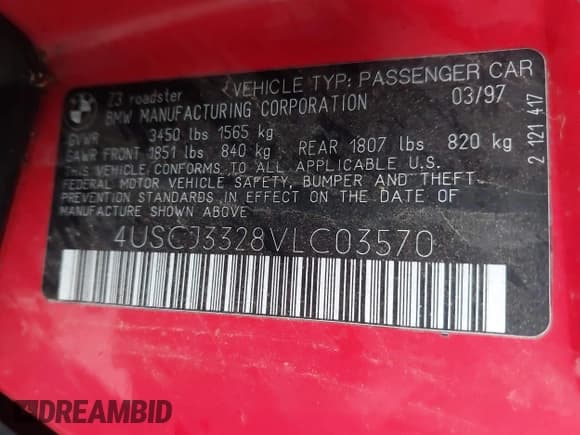 BMW
Z3 roadster VEHICLE TYP: PASSENGER CAR
BMW MANUFACTURING CORPORATION 03/97
GVWR 3450 lbs 1565 kg
GAWR FRONT 1851 lbs 840 kg REAR 1807 lbs 820 kg
THIS VEHICLE CONFORMS TO ALL APPLICABLE U.S.
FEDERAL MOTOR VEHICLE SAFETY, BUMPER AND THEFT
PREVENTION STANDARDS IN EFFECT ON THE DATE OF
MANUFACTURE SHOWN ABOVE
4USCJ3328VLC03570
2 121 417
DREAMBID